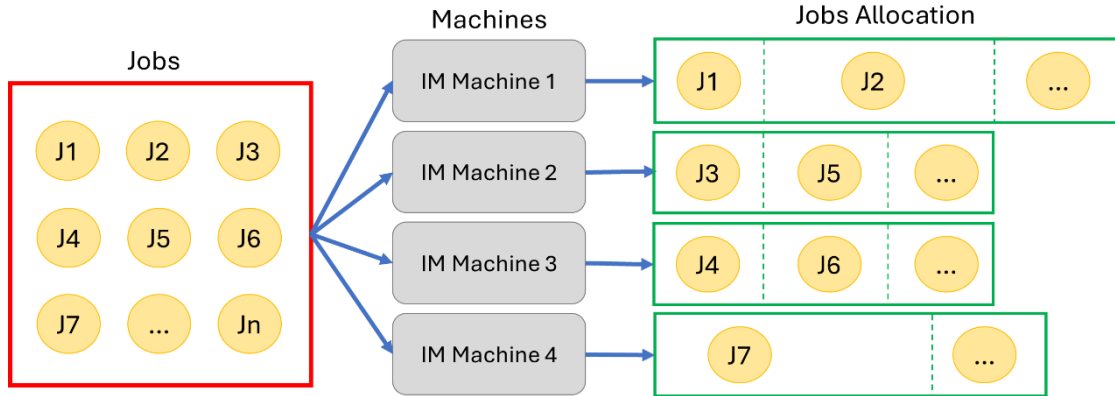 Jobs
Machines
Jobs Allocation
J1 J2 J3
J4 J5 J6
J7 ... Jn
IM Machine 1
IM Machine 2
IM Machine 3
IM Machine 4
J1 J2 ...
J3 J5 ...
J4 J6 ...
J7 ...